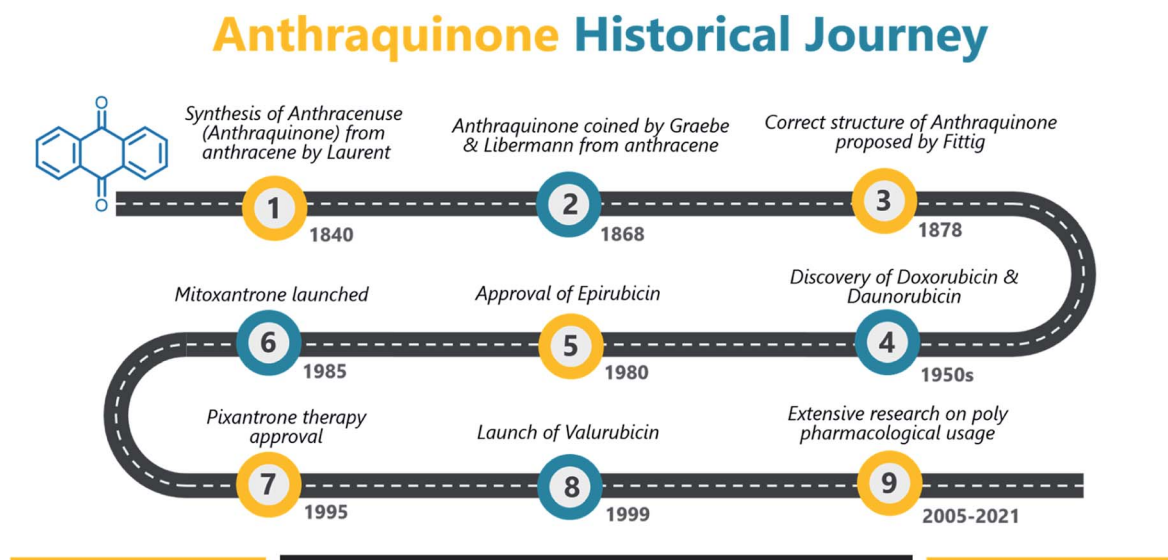 Anthraquinone Historical Journey
O
O
Synthesis of Anthracenuse
(Anthraquinone) from
anthracene by Laurent
1
1840
Anthraquinone coined by Graebe
& Libermann from anthracene
2
1868
Correct structure of Anthraquinone
proposed by Fittig
3
1878
Discovery of Doxorubicin &
Daunorubicin
4
1950s
Approval of Epirubicin
5
1980
Mitoxantrone launched
6
1985
Pixantrone therapy
approval
7
1995
Launch of Valurubicin
8
1999
Extensive research on poly
pharmacological usage
9
2005-2021